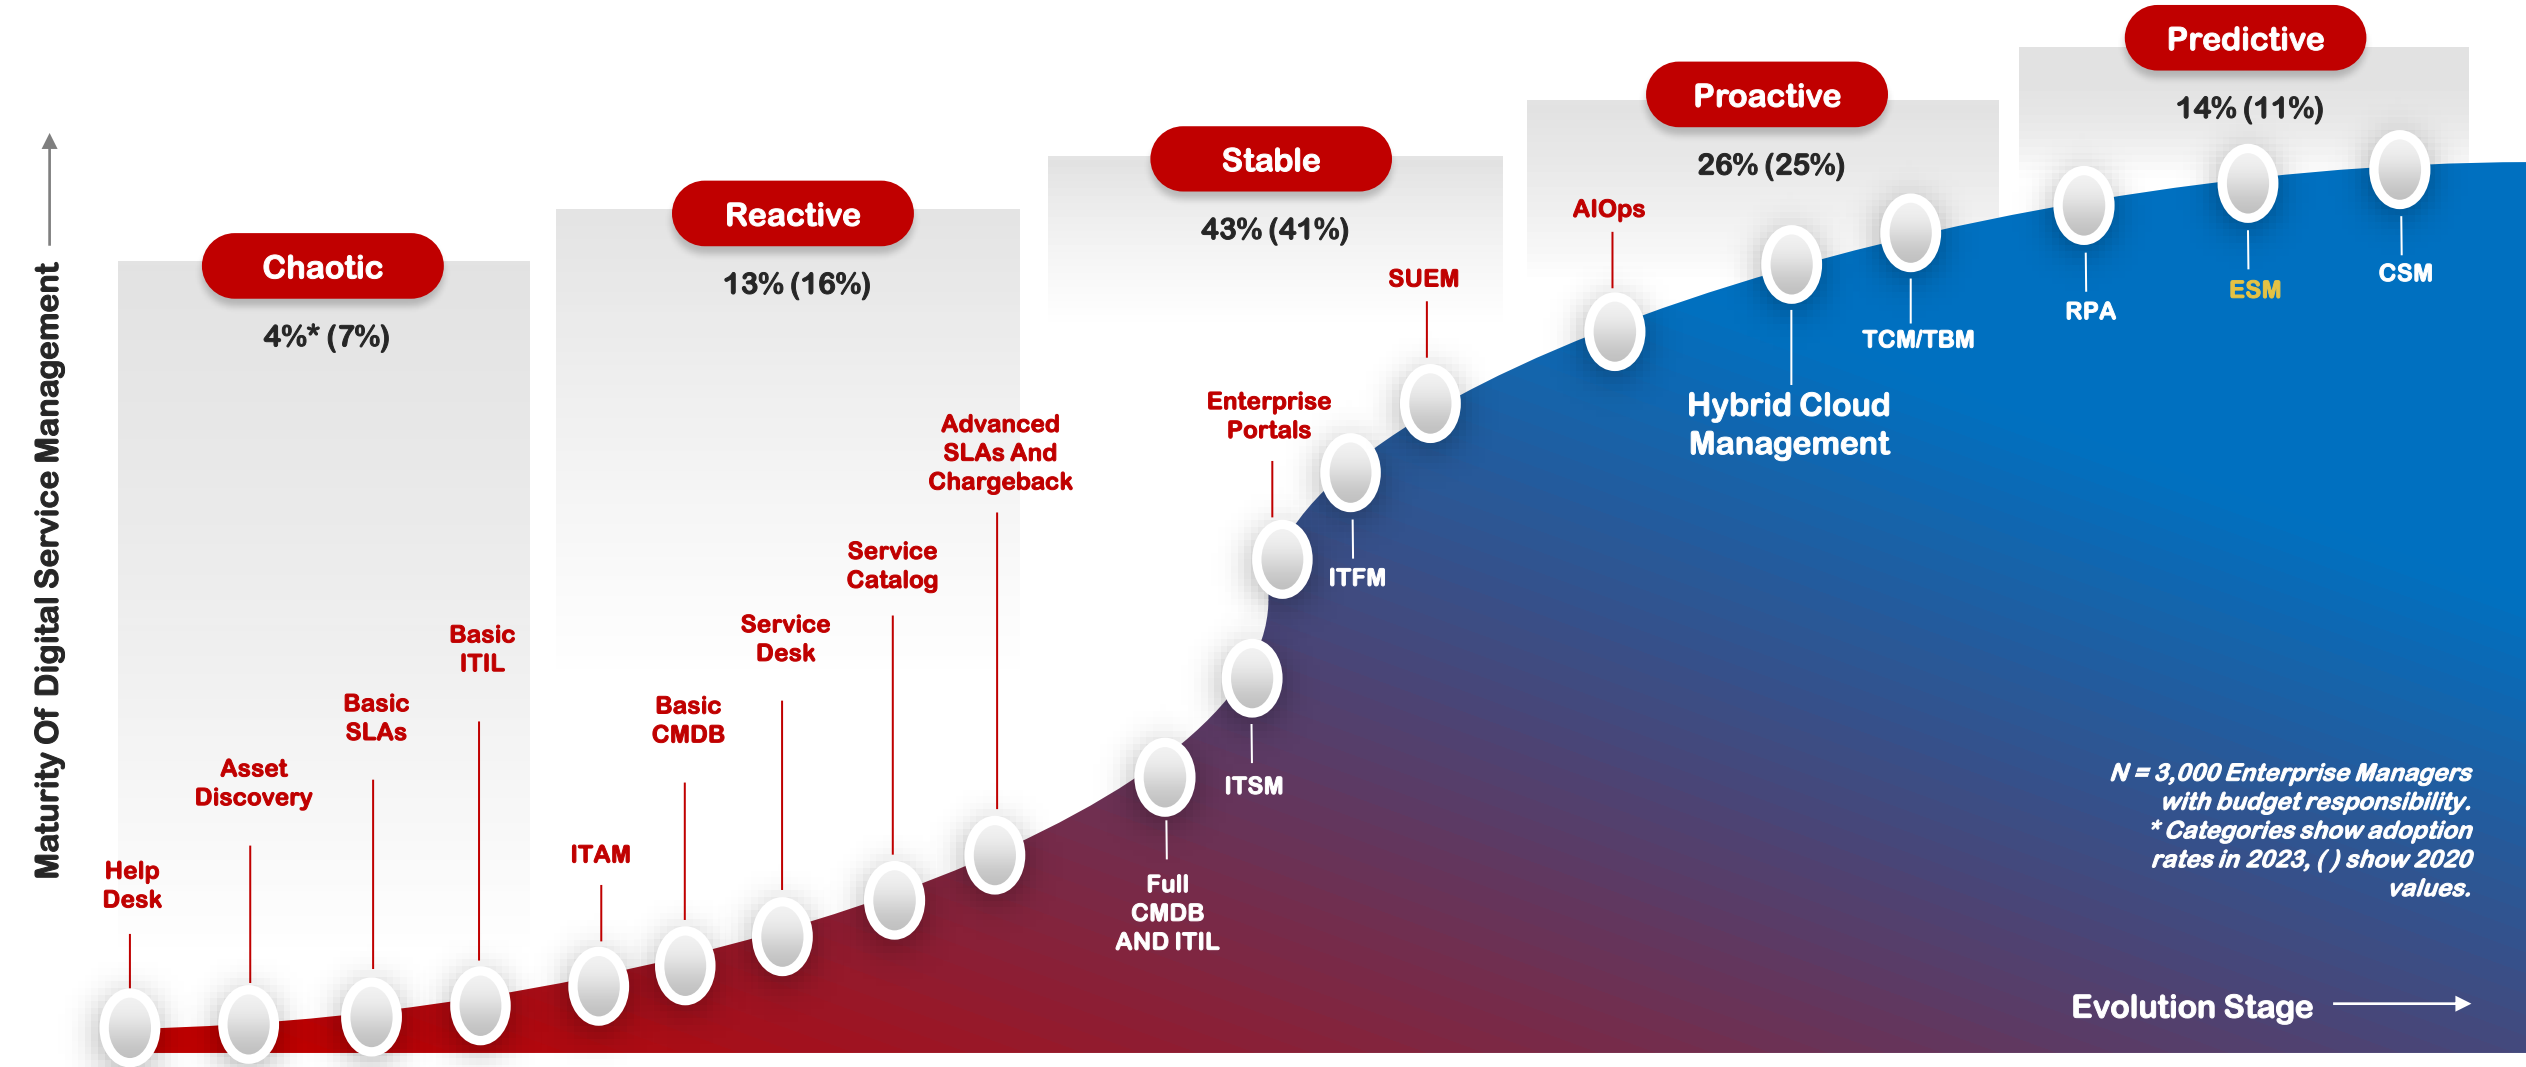 Maturity Of Digital Service Management
Chaotic
4%* (7%)
Reactive
13% (16%)
Stable
43% (41%)
Proactive
26% (25%)
Predictive
14% (11%)
Help
Desk
Asset
Discovery
Basic
SLAs
Basic
ITIL
ITAM
Basic
CMDB
Service
Desk
Service
Catalog
Advanced
SLAs And
Chargeback
Full
CMDB
AND ITIL
ITSM
Enterprise
Portals
ITFM
SUEM
AIOps
Hybrid Cloud
Management
TCM/TBM
RPA
ESM
CSM
N = 3,000 Enterprise Managers
with budget responsibility.
* Categories show adoption
rates in 2023, ( ) show 2020
values.
Evolution Stage